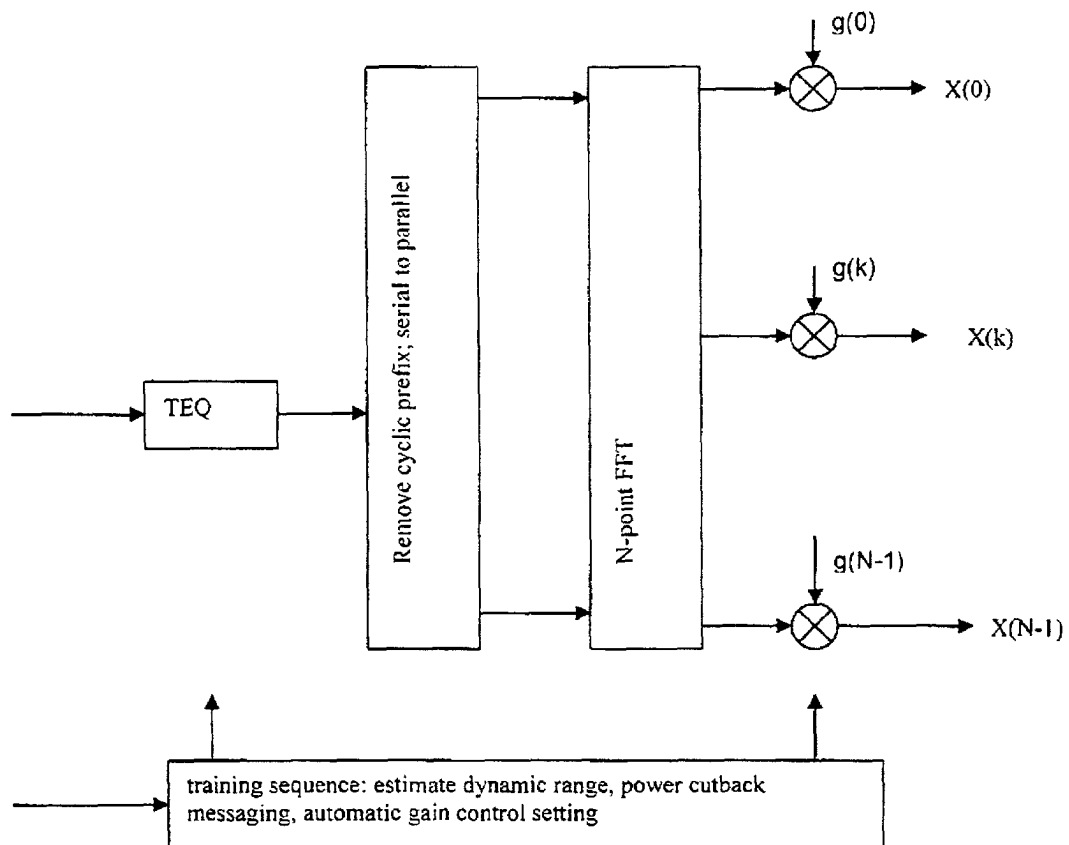 g(0)
X(0)
Remove cyclic prefix; serial to parallel
N-point FFT
g(k)
X(k)
TEQ
g(N-1)
X(N-1)
training sequence: estimate dynamic range, power cutback
messaging, automatic gain control setting